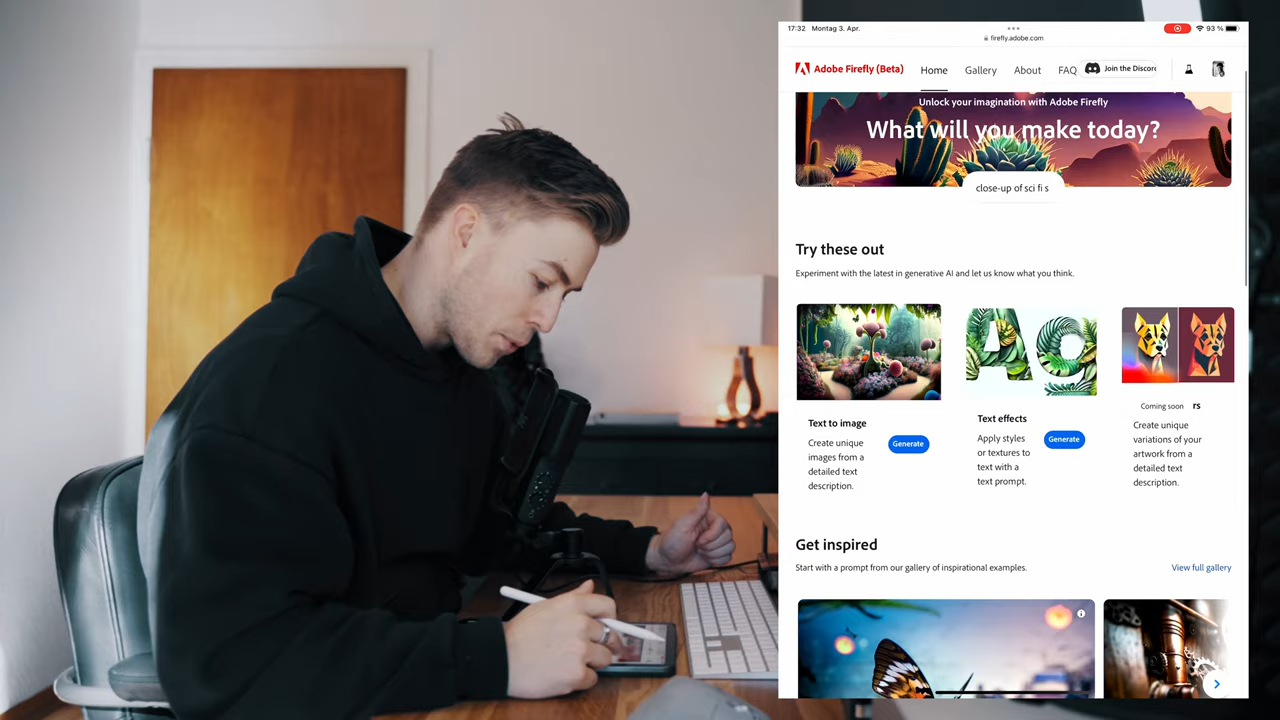 17:32 Montag 3. Apr.
93 %
firefly.adobe.com
Adobe Firefly (Beta)
Home
Gallery
About
FAQ
Join the Discord
Unlock your imagination with Adobe Firefly
What will you make today?
close-up of sci fi s
Try these out
Experiment with the latest in generative AI and let us know what you think.
Ag
Text to image
Create unique
images from a
detailed text
description.
Generate
Text effects
Apply styles
or textures to
text with a
text prompt.
Generate
Coming soon rs
Create unique
variations of your
artwork from a
detailed text
description.
Get inspired
Start with a prompt from our gallery of inspirational examples.
View full gallery